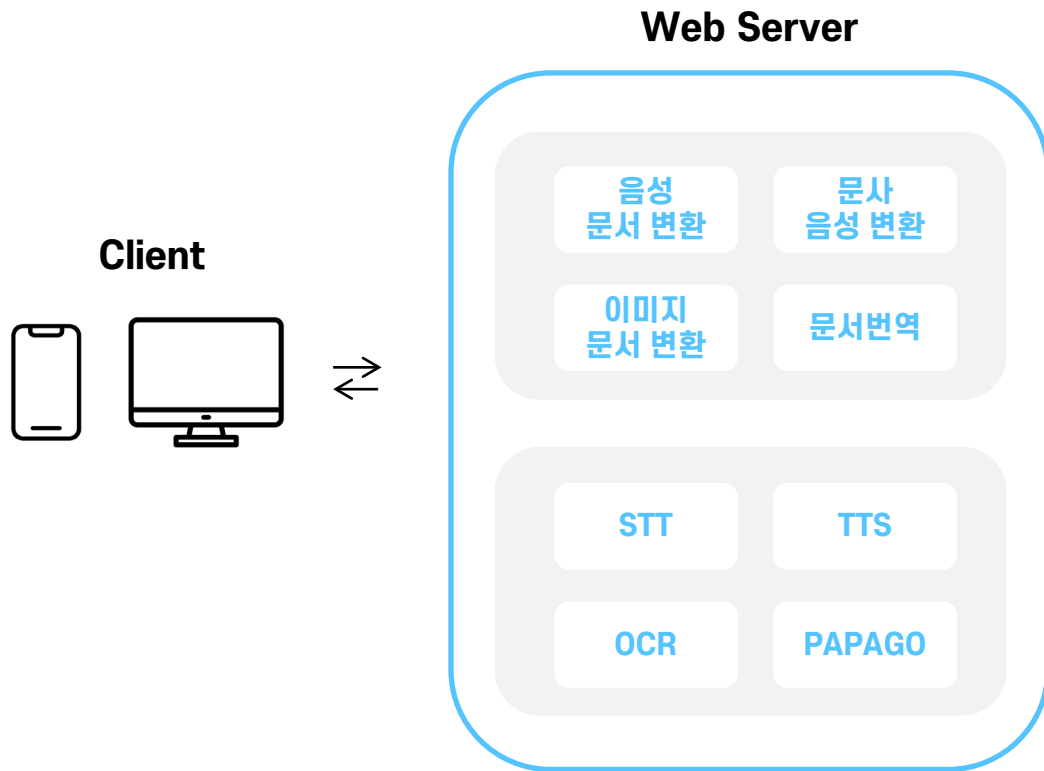 Web Server
Client
음성
문서 변환
문사
음성 변환
이미지
문서 변환
문서번역
STT
TTS
OCR
PAPAGO